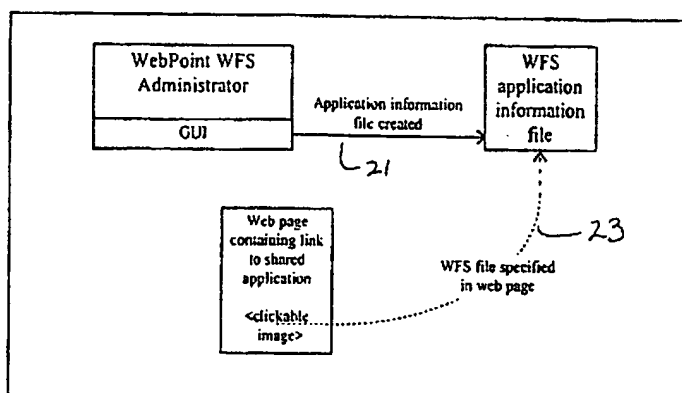 WebPoint WFS
Administrator
GUI
Application information
file created
21
WFS
application
information
file
23
Web page
containing link
to shared
application
<clickable
image>
WFS file specified
in web page